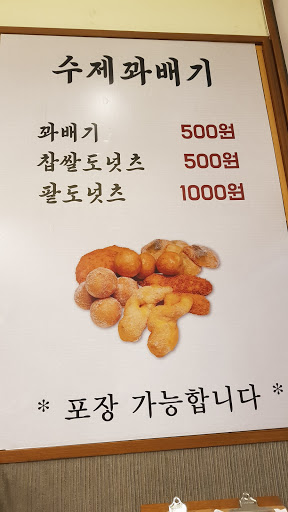 수제꽈배기
꽈배기 500원
찹쌀도넛츠 500원
팥도넛츠 1000원
* 포장 가능합니다 *